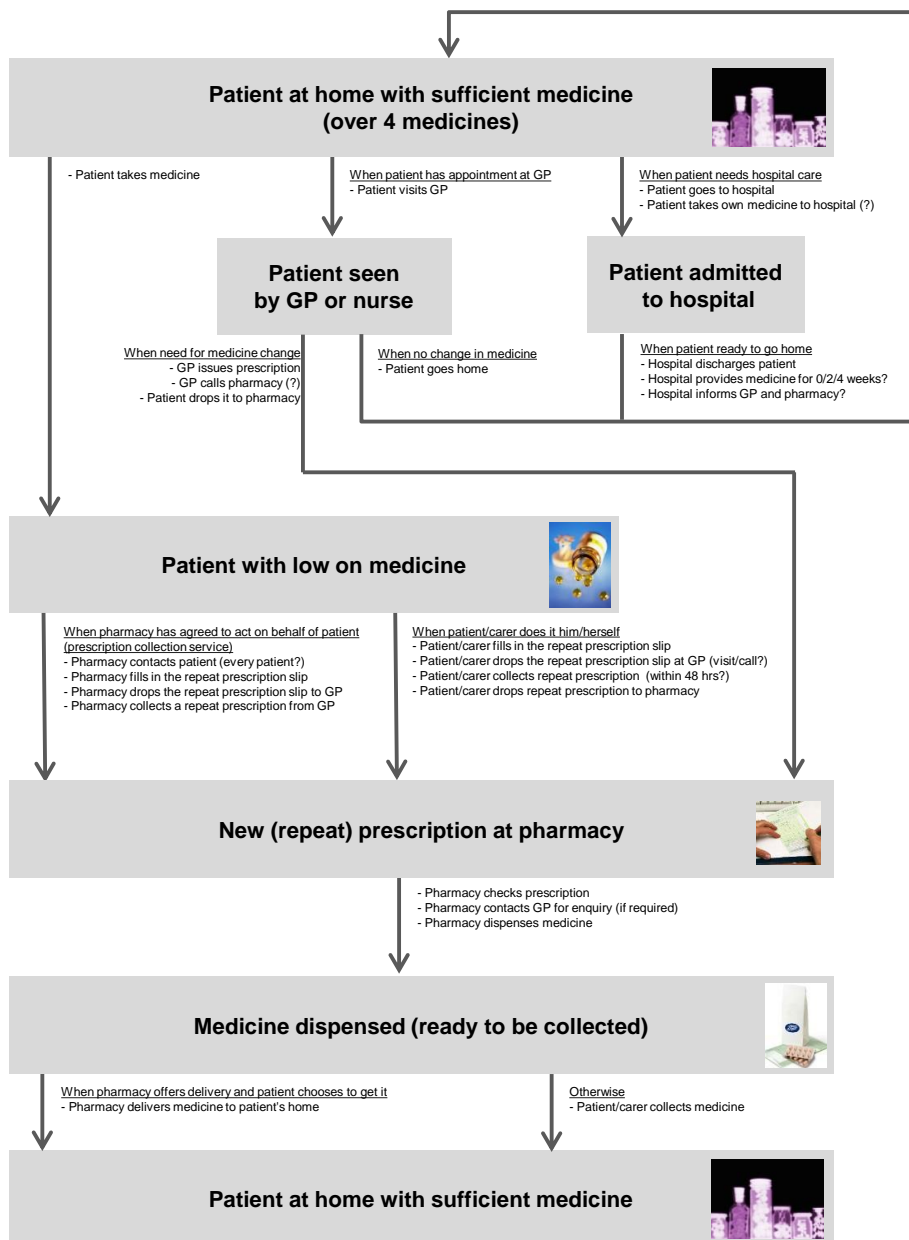 Patient at home with sufficient medicine
(over 4 medicines)
- Patient takes medicine
When patient has appointment at GP
- Patient visits GP
When patient needs hospital care
- Patient goes to hospital
- Patient takes own medicine to hospital (?)
Patient seen
by GP or nurse
Patient admitted
to hospital
When need for medicine change
- GP issues prescription
- GP calls pharmacy (?)
- Patient drops it to pharmacy
When no change in medicine
- Patient goes home
When patient ready to go home
- Hospital discharges patient
- Hospital provides medicine for 0/2/4 weeks?
- Hospital informs GP and pharmacy?
Patient with low on medicine
When pharmacy has agreed to act on behalf of patient
(prescription collection service)
- Pharmacy contacts patient (every patient?)
- Pharmacy fills in the repeat prescription slip
- Pharmacy drops the repeat prescription slip to GP
- Pharmacy collects a repeat prescription from GP
When patient/carer does it him/herself
- Patient/carer fills in the repeat prescription slip
- Patient/carer drops the repeat prescription slip at GP (visit/call?)
- Patient/carer collects repeat prescription (within 48 hrs?)
- Patient/carer drops repeat prescription to pharmacy
New (repeat) prescription at pharmacy
- Pharmacy checks prescription
- Pharmacy contacts GP for enquiry (if required)
- Pharmacy dispenses medicine
Medicine dispensed (ready to be collected)
When pharmacy offers delivery and patient chooses to get it
- Pharmacy delivers medicine to patient's home
Otherwise
- Patient/carer collects medicine
Patient at home with sufficient medicine